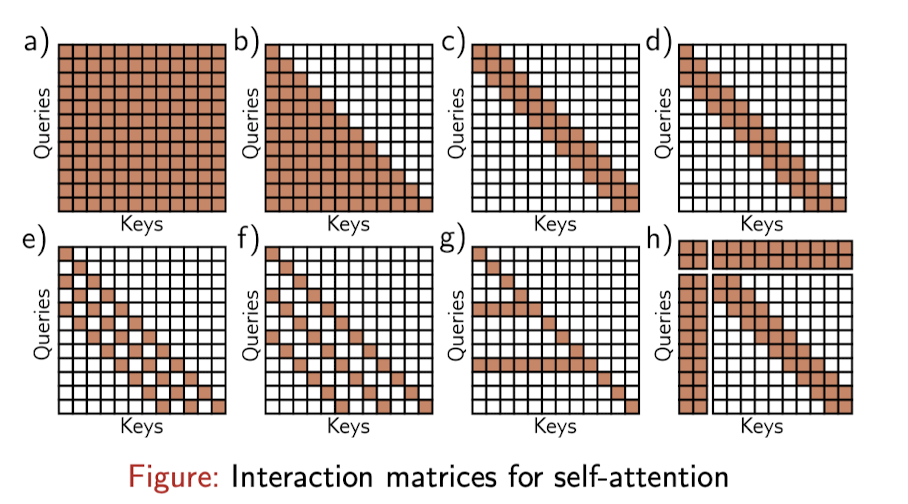 a) b) c) d)
Queries Queries Queries Queries
Keys Keys Keys Keys
e) f) g) h)
Queries Queries Queries Queries
Keys Keys Keys Keys
Figure: Interaction matrices for self-attention